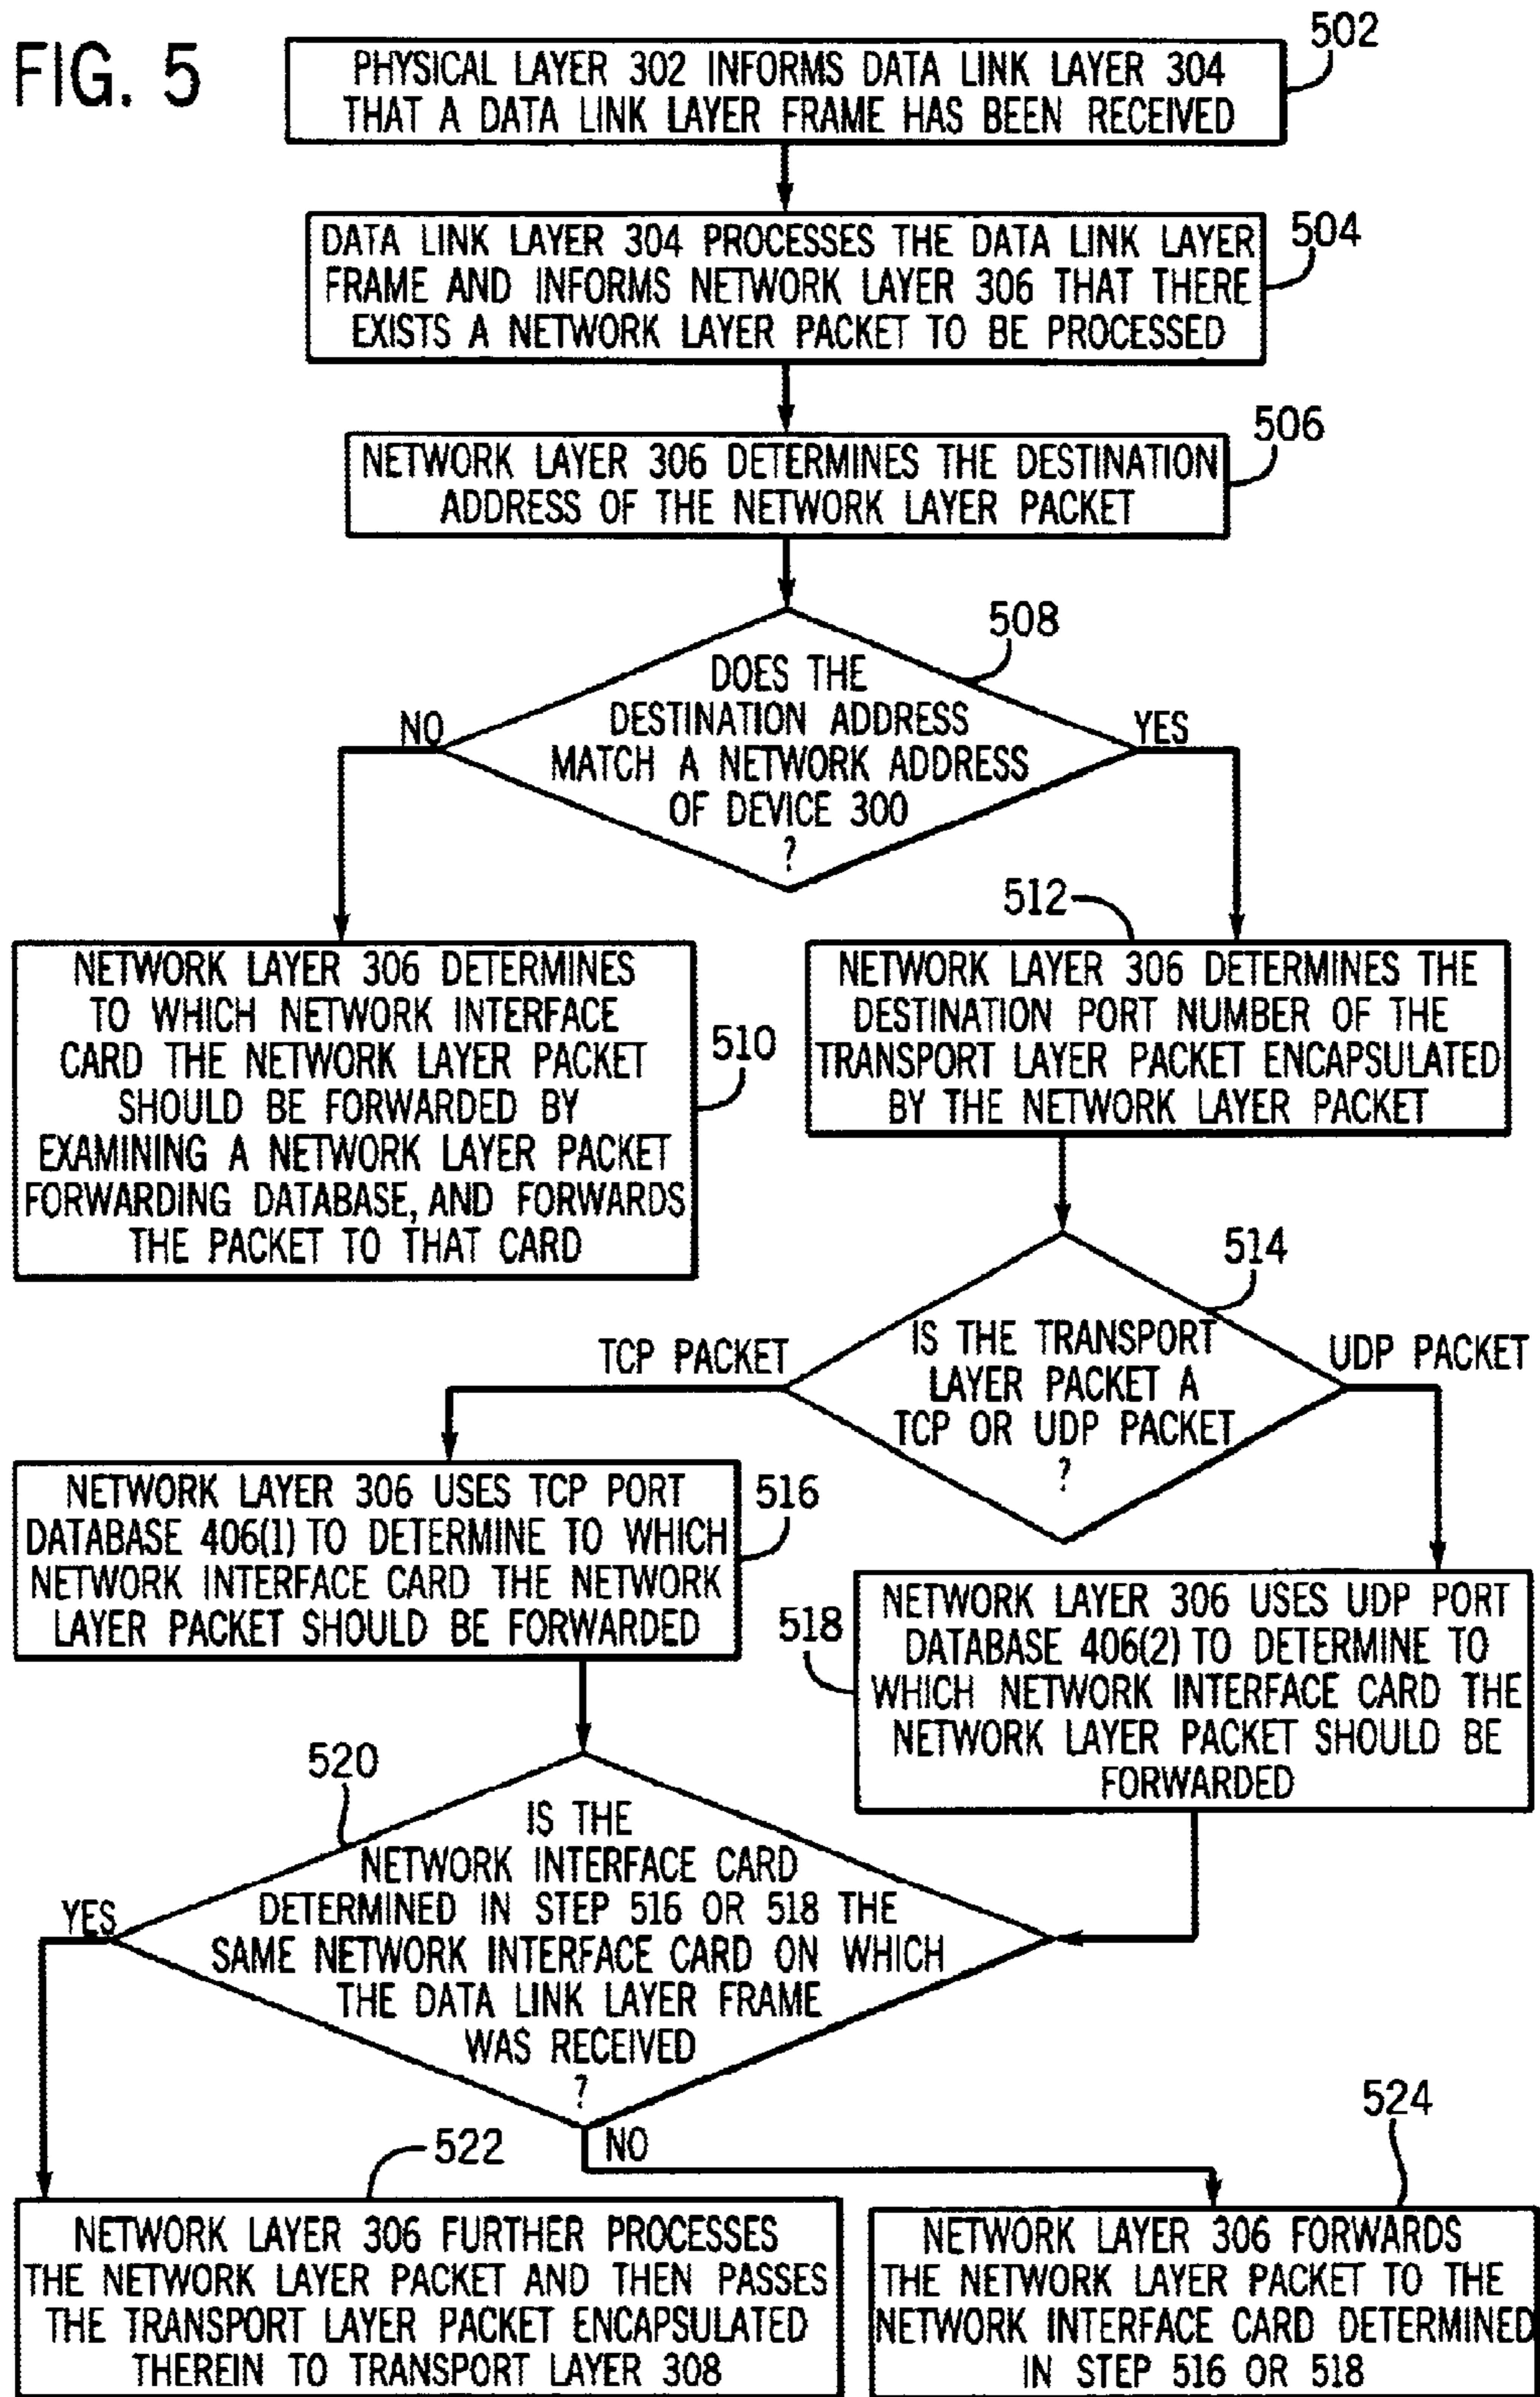 FIG. 5
502
PHYSICAL LAYER 302 INFORMS DATA LINK LAYER 304
THAT A DATA LINK LAYER FRAME HAS BEEN RECEIVED
504
DATA LINK LAYER 304 PROCESSES THE DATA LINK LAYER
FRAME AND INFORMS NETWORK LAYER 306 THAT THERE
EXISTS A NETWORK LAYER PACKET TO BE PROCESSED
506
NETWORK LAYER 306 DETERMINES THE DESTINATION
ADDRESS OF THE NETWORK LAYER PACKET
508
DOES THE
DESTINATION ADDRESS
MATCH A NETWORK ADDRESS
OF DEVICE 300
?
NO
YES
NETWORK LAYER 306 DETERMINES
TO WHICH NETWORK INTERFACE
CARD THE NETWORK LAYER PACKET
SHOULD BE FORWARDED BY
EXAMINING A NETWORK LAYER PACKET
FORWARDING DATABASE, AND FORWARDS
THE PACKET TO THAT CARD
510
512
NETWORK LAYER 306 DETERMINES THE
DESTINATION PORT NUMBER OF THE
TRANSPORT LAYER PACKET ENCAPSULATED
BY THE NETWORK LAYER PACKET
514
IS THE TRANSPORT
LAYER PACKET A
TCP OR UDP PACKET
?
TCP PACKET
UDP PACKET
NETWORK LAYER 306 USES TCP PORT
DATABASE 406(1) TO DETERMINE TO WHICH
NETWORK INTERFACE CARD THE NETWORK
LAYER PACKET SHOULD BE FORWARDED
516
518
NETWORK LAYER 306 USES UDP PORT
DATABASE 406(2) TO DETERMINE TO
WHICH NETWORK INTERFACE CARD THE
NETWORK LAYER PACKET SHOULD BE
FORWARDED
520
IS THE
NETWORK INTERFACE CARD
DETERMINED IN STEP 516 OR 518 THE
SAME NETWORK INTERFACE CARD ON WHICH
THE DATA LINK LAYER FRAME
WAS RECEIVED
?
YES
NO
522
NETWORK LAYER 306 FURTHER PROCESSES
THE NETWORK LAYER PACKET AND THEN PASSES
THE TRANSPORT LAYER PACKET ENCAPSULATED
THEREIN TO TRANSPORT LAYER 308
524
NETWORK LAYER 306 FORWARDS
THE NETWORK LAYER PACKET TO THE
NETWORK INTERFACE CARD DETERMINED
IN STEP 516 OR 518